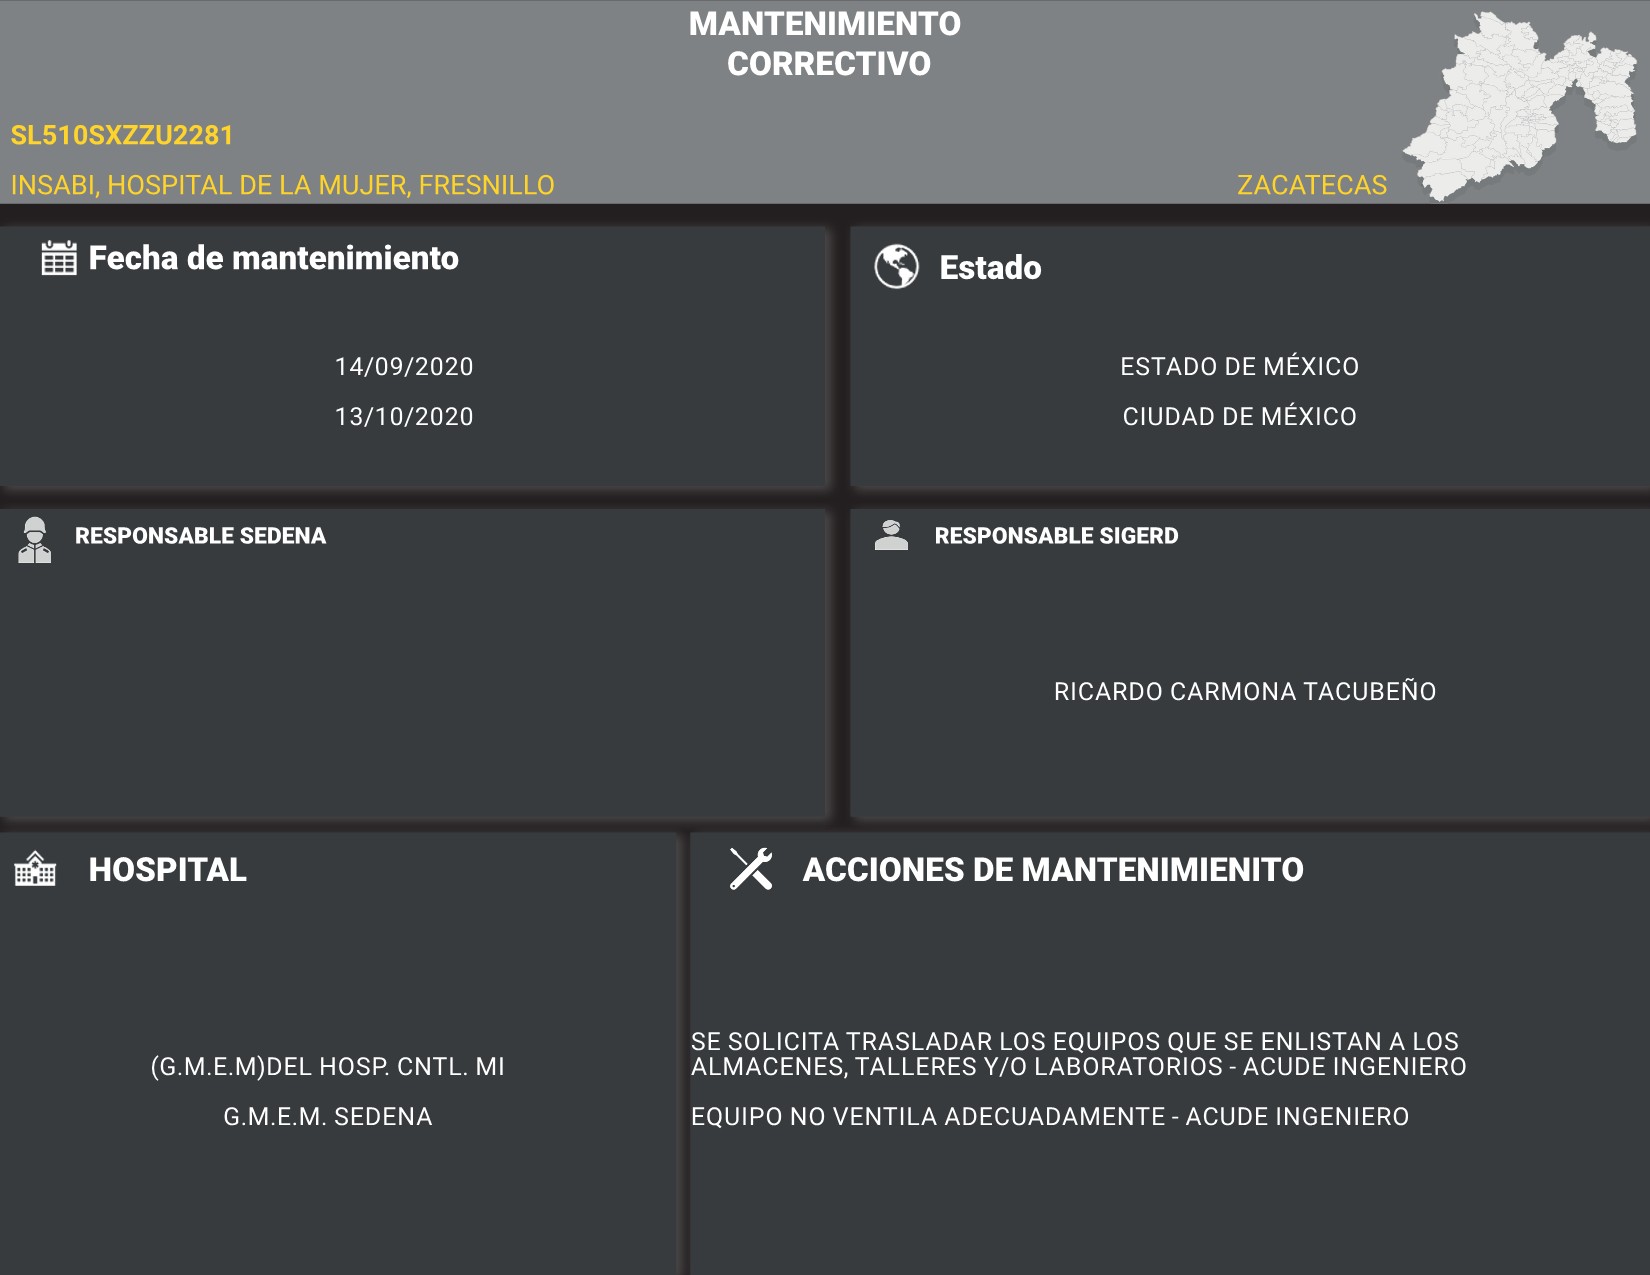 MANTENIMIENTO
CORRECTIVO
SL510SXZZU2281
INSABI, HOSPITAL DE LA MUJER, FRESNILLO
ZACATECAS
Fecha de mantenimiento
14/09/2020
13/10/2020
Estado
ESTADO DE MÉXICO
CIUDAD DE MÉXICO
RESPONSABLE SEDENA
RESPONSABLE SIGERD
RICARDO CARMONA TACUBEÑO
HOSPITAL
(G.M.E.M)DEL HOSP. CNTL. MI
G.M.E.M. SEDENA
ACCIONES DE MANTENIMIENITO
SE SOLICITA TRASLADAR LOS EQUIPOS QUE SE ENLISTAN A LOS
ALMACENES, TALLERES Y/O LABORATORIOS - ACUDE INGENIERO
EQUIPO NO VENTILA ADECUADAMENTE - ACUDE INGENIERO